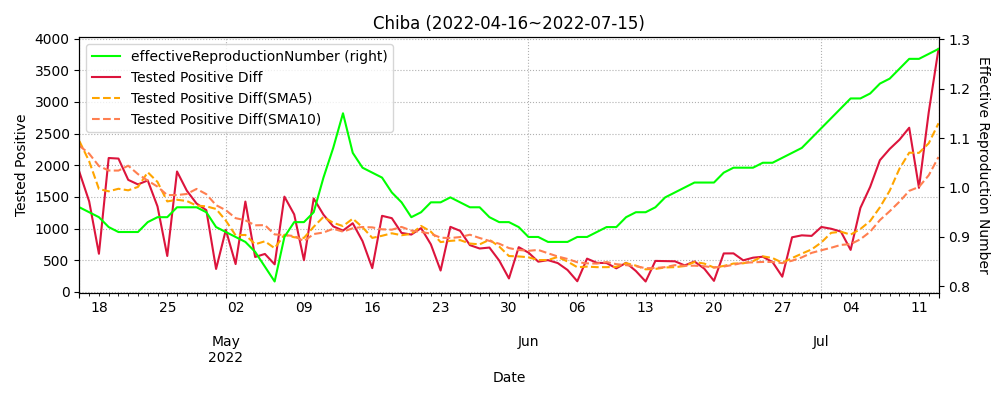 Chiba (2022-04-16~2022-07-15)
effectiveReproductionNumber (right)
Tested Positive Diff
Tested Positive Diff(SMA5)
Tested Positive Diff(SMA10)
Tested Positive
4000
3500
3000
2500
2000
1500
1000
500
0
1.3
1.2
1.1
1.0
0.9
0.8
Effective Reproduction Number
18 25 02 09 16 23 30 06 13 20 27 04 11
May Jun Jul
2022
Date